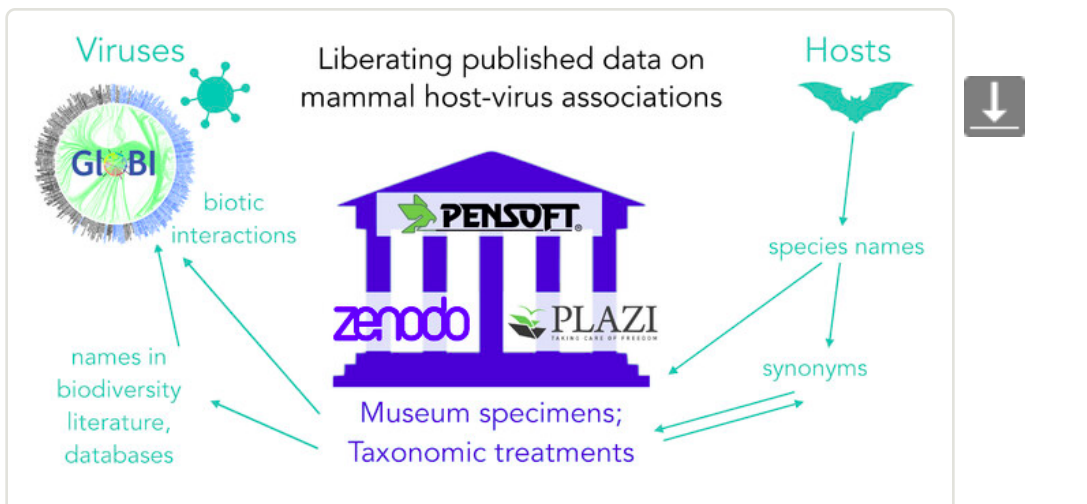 Viruses
Liberating published data on
mammal host-virus associations
Hosts
GLOBI
biotic
interactions
PENSOFT.
zenodo
PLAZI
TAKING CARE OF FREEDOM
species names
synonyms
names in
biodiversity
literature,
databases
Museum specimens;
Taxonomic treatments